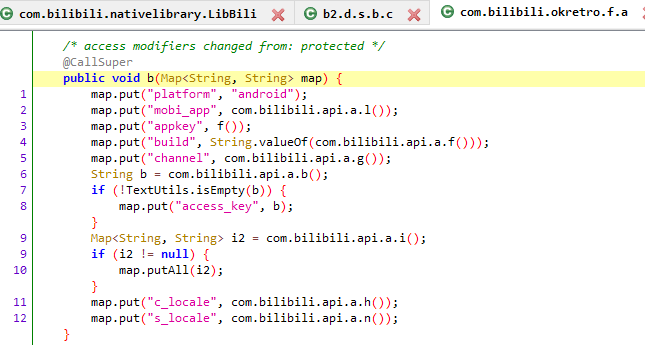 com.bilibili.nativelibrary.LibBili
b2.d.s.b.c
com.bilibili.okretro.f.a
/* access modifiers changed from: protected */
@CallSuper
public void b(Map<String, String> map) {
1 map.put("platform", "android");
2 map.put("mobi_app", com.bilibili.api.a.l());
3 map.put("appkey", f());
4 map.put("build", String.valueOf(com.bilibili.api.a.f()));
5 map.put("channel", com.bilibili.api.a.g());
6 String b = com.bilibili.api.a.b();
7 if (!TextUtils.isEmpty(b)) {
8 map.put("access_key", b);
}
9 Map<String, String> i2 = com.bilibili.api.a.i();
9 if (i2 != null) {
10 map.putAll(i2);
}
11 map.put("c_locale", com.bilibili.api.a.h());
12 map.put("s_locale", com.bilibili.api.a.n());
}